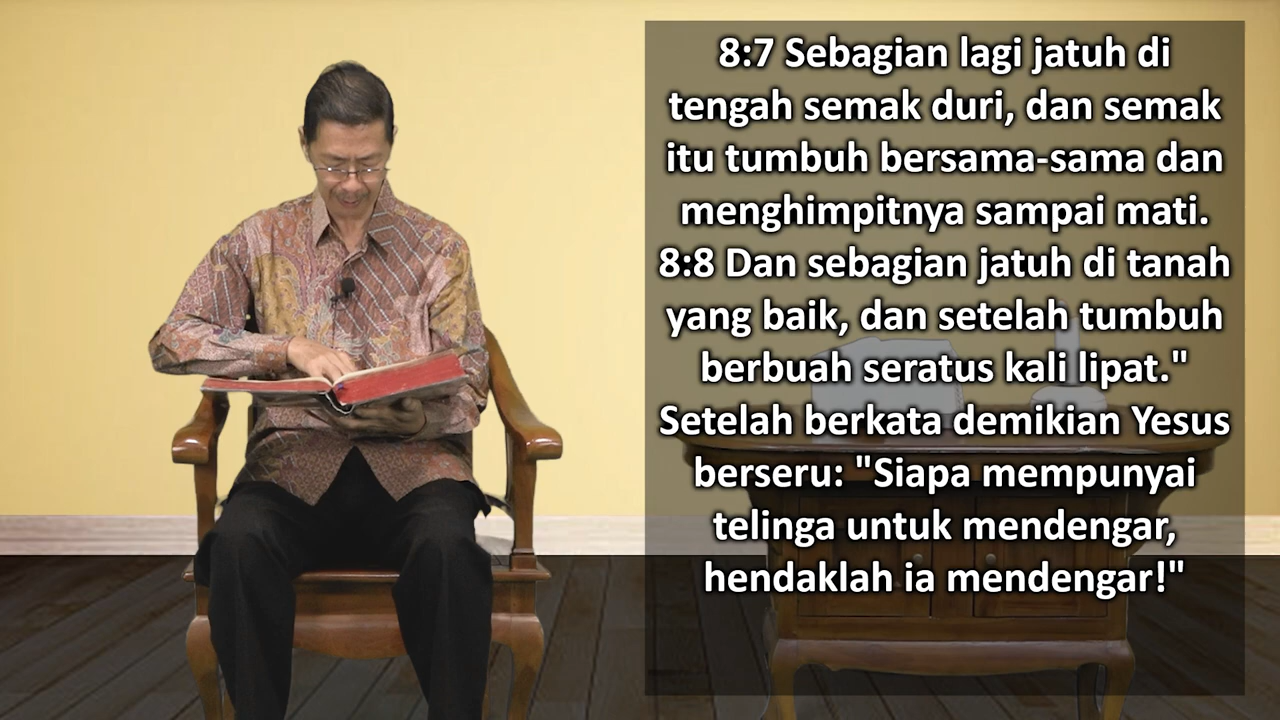 8:7 Sebagian lagi jatuh di
tengah semak duri, dan semak
itu tumbuh bersama-sama dan
menghimpitnya sampai mati.
8:8 Dan sebagian jatuh di tanah
yang baik, dan setelah tumbuh
berbuah seratus kali lipat."
Setelah berkata demikian Yesus
berseru: "Siapa mempunyai
telinga untuk mendengar,
hendaklah ia mendengar!"